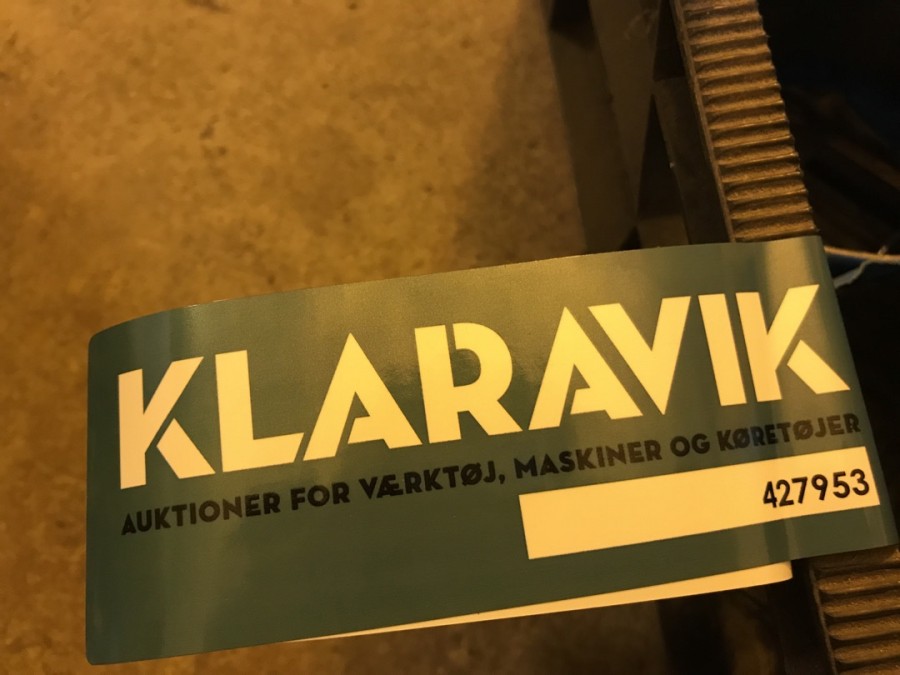 KLARAVIK
AUKTIONER FOR VÆRKTØJ, MASKINER OG KØRETØJER
427953